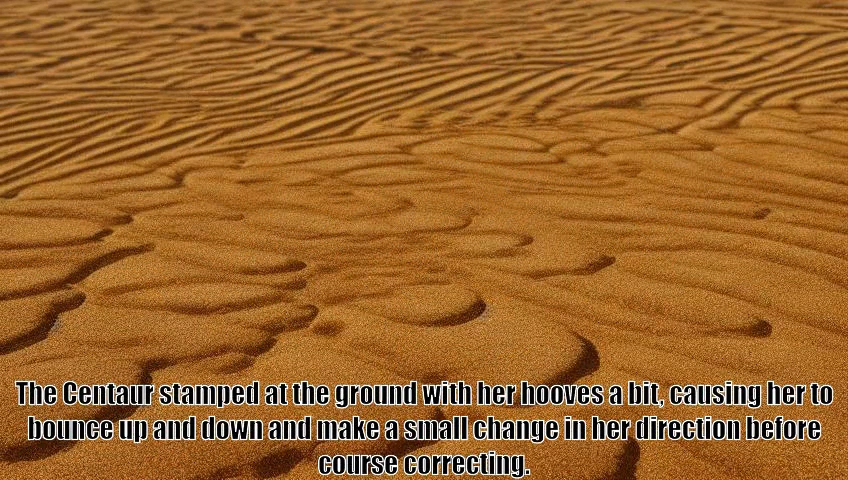 The Centaur stamped at the ground with her hooves a bit, causing her to
bounce up and down and make a small change in her direction before
course correcting.